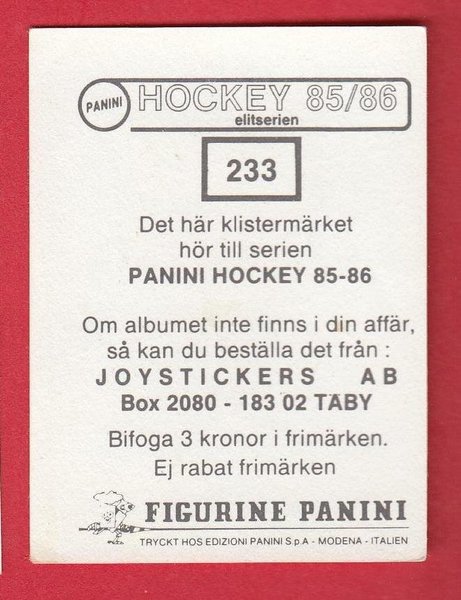 PANINI HOCKEY 85/86
elitserien
233
Det här klistermärket
hör till serien
PANINI HOCKEY 85-86
Om albumet inte finns i din affär,
så kan du beställa det från :
JOYSTICKERS AB
Box 2080 - 183 02 TÄBY
Bifoga 3 kronor i frimärken.
Ej rabat frimärken
FIGURINE PANINI
TRYCKT HOS EDIZIONI PANINI S.p.A - MODENA - ITALIEN